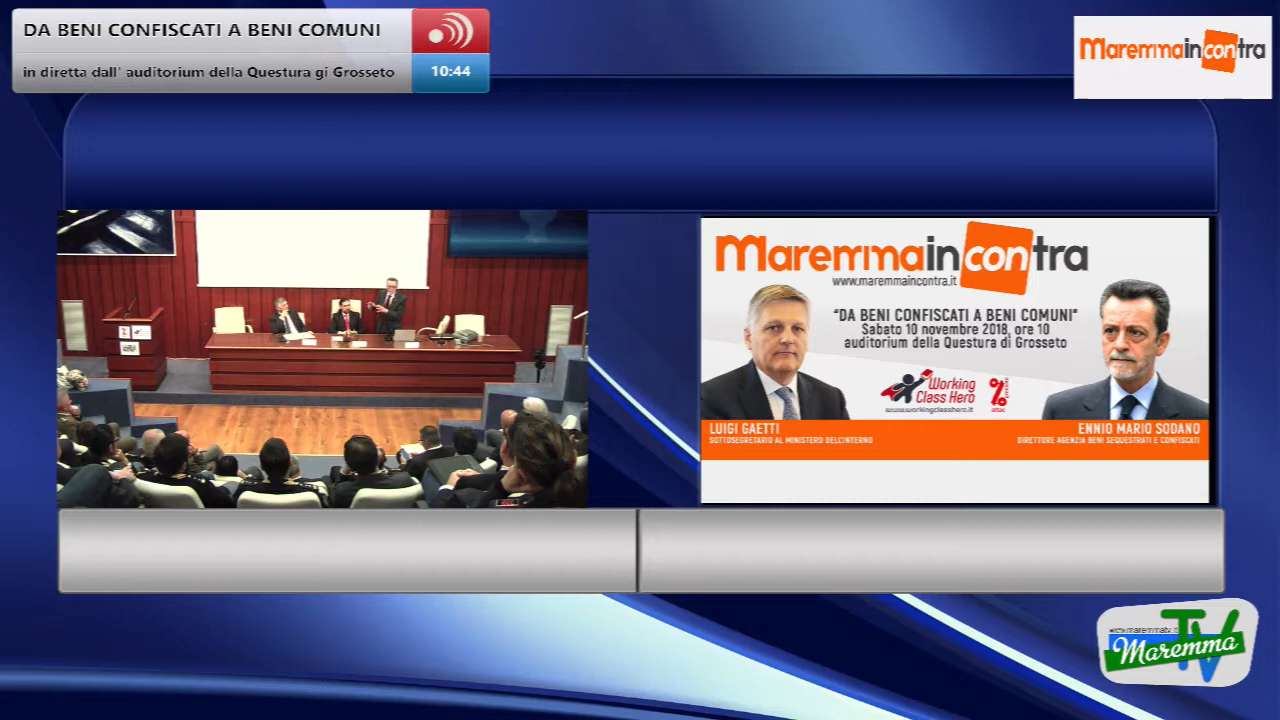 DA BENI CONFISCATI A BENI COMUNI
in diretta dall' auditorium della Questura gi Grosseto
10:44
Maremmaincontra
Maremmaincontra
www.maremmaincontra.it
"DA BENI CONFISCATI A BENI COMUNI"
Sabato 10 novembre 2018, ore 10
auditorium della Questura di Grosseto
Working
Class Hero
www.workingclasshero.it
LUIGI GAETTI
SOTTOSEGRETARIO AL MINISTERO DELL'INTERNO
ENNIO MARIO SODANO
DIRETTORE AGENZIA BENI SEQUESTRATI E CONFISCATI
TV
Maremma